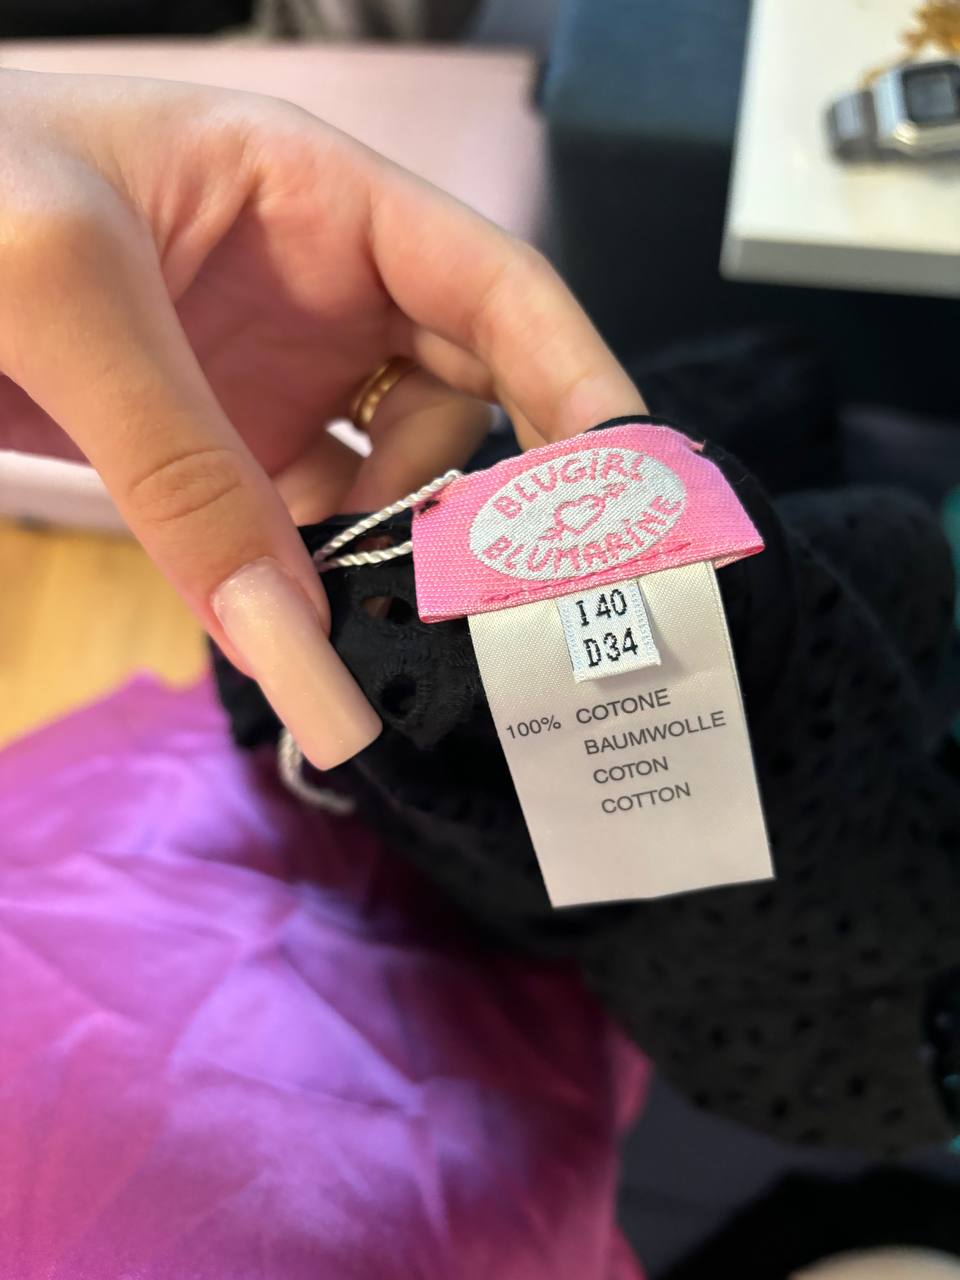 BLUGiRL
BLUMARiNE
I 40
D34
100% COTONE
BAUMWOLLE
COTON
COTTON